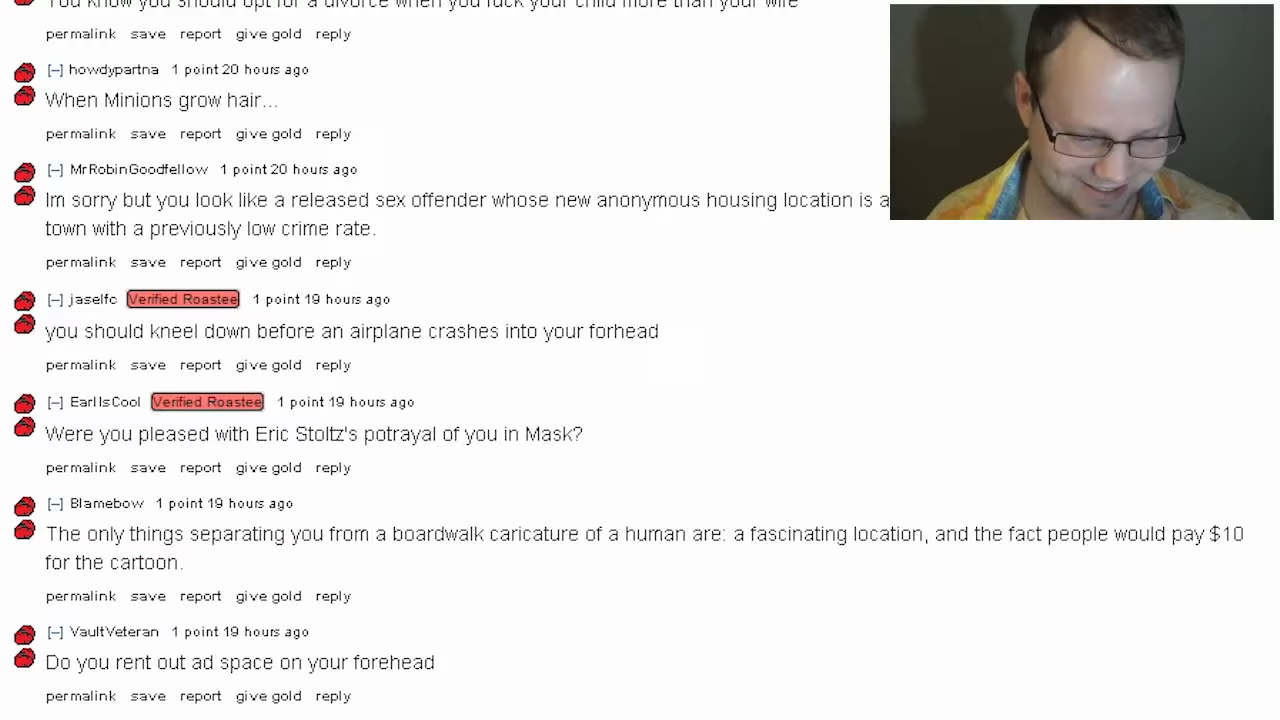 You know you should opt for a divorce when you fuck your child more than your wife
permalink save report give gold reply
[–] howdypartna 1 point 20 hours ago
When Minions grow hair...
permalink save report give gold reply
[–] MrRobinGoodfellow 1 point 20 hours ago
Im sorry but you look like a released sex offender whose new anonymous housing location is a
town with a previously low crime rate.
permalink save report give gold reply
[–] jaselfc Verified Roastee 1 point 19 hours ago
you should kneel down before an airplane crashes into your forhead
permalink save report give gold reply
[–] EarlIsCool Verified Roastee 1 point 19 hours ago
Were you pleased with Eric Stoltz's potrayal of you in Mask?
permalink save report give gold reply
[–] Blamebow 1 point 19 hours ago
The only things separating you from a boardwalk caricature of a human are: a fascinating location, and the fact people would pay $10
for the cartoon.
permalink save report give gold reply
[–] VaultVeteran 1 point 19 hours ago
Do you rent out ad space on your forehead
permalink save report give gold reply